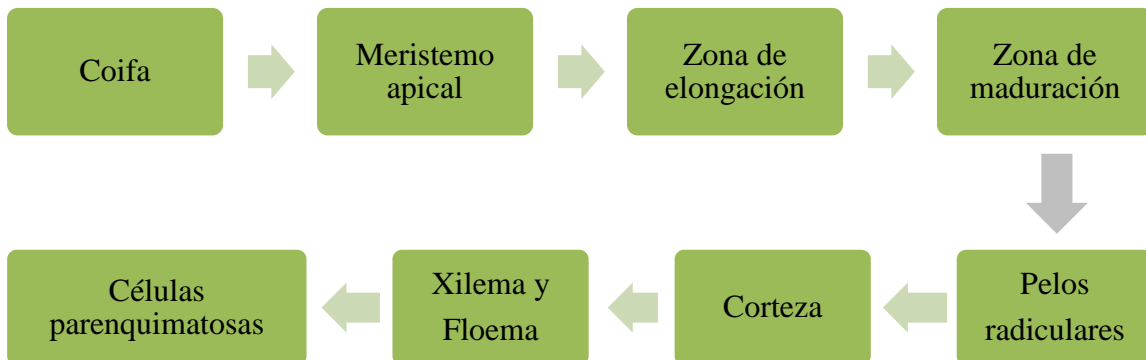 Coifa
Meristemo
apical
Zona de
elongación
Zona de
maduración
Pelos
radiculares
Corteza
Xilema y
Floema
Células
parenquimatosas